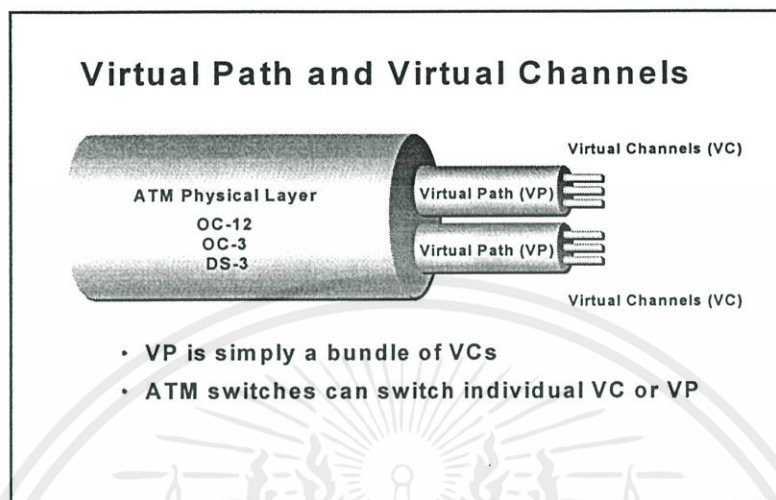 Virtual Path and Virtual Channels
Virtual Channels (VC)
ATM Physical Layer
Virtual Path (VP)
OC-12
OC-3
DS-3
Virtual Path (VP)
Virtual Channels (VC)
• VP is simply a bundle of VCs
• ATM switches can switch individual VC or VP